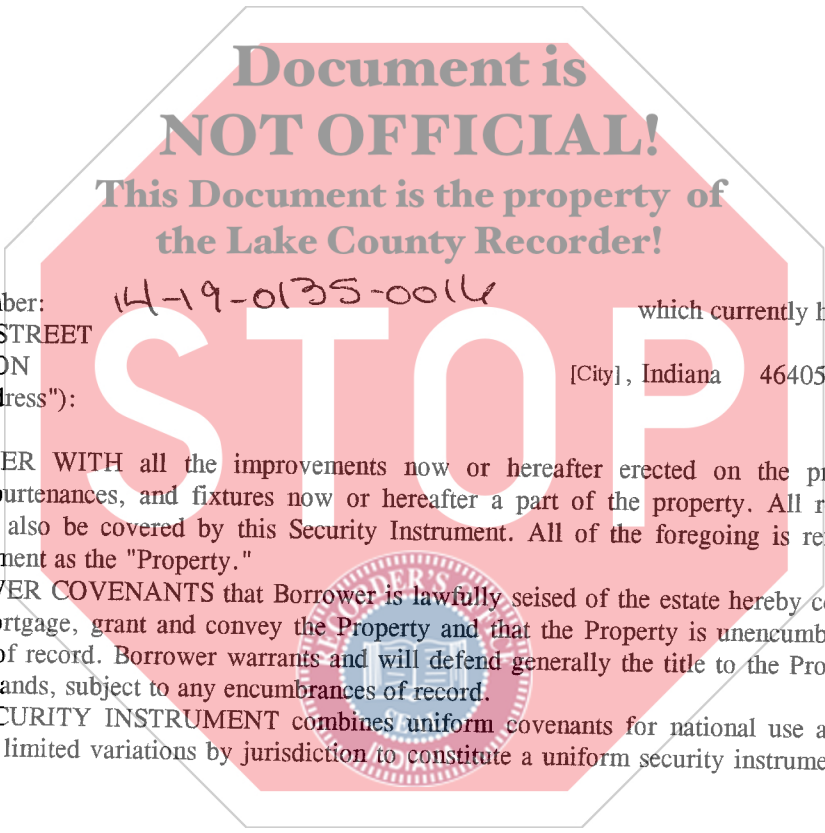 Document is
NOT OFFICIAL!
This Document is the property of
the Lake County Recorder!
ber: 14-19-0135-0016 which currently h
STREET
ON [City], Indiana 46405
dress"):
STOP
ER WITH all the improvements now or hereafter erected on the pr
purtenances, and fixtures now or hereafter a part of the property. All r
also be covered by this Security Instrument. All of the foregoing is re
ment as the "Property."
VER COVENANTS that Borrower is lawfully seised of the estate hereby c
ortgage, grant and convey the Property and that the Property is unencumb
of record. Borrower warrants and will defend generally the title to the Pro
ands, subject to any encumbrances of record.
CURITY INSTRUMENT combines uniform covenants for national use a
limited variations by jurisdiction to constitute a uniform security instrume
RECORDER'S OFFICE
SEAL
INDIANA